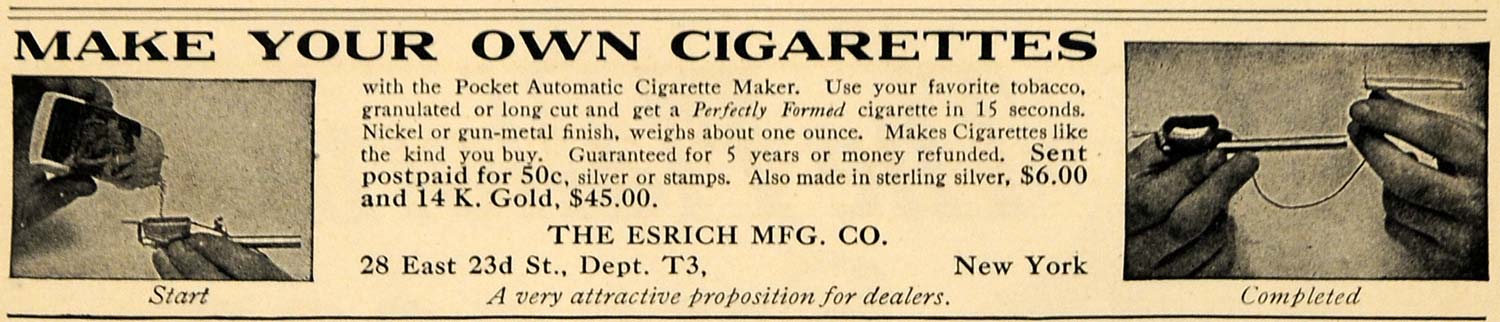 MAKE YOUR OWN CIGARETTES
with the Pocket Automatic Cigarette Maker. Use your favorite tobacco,
granulated or long cut and get a Perfectly Formed cigarette in 15 seconds.
Nickel or gun-metal finish, weighs about one ounce. Makes Cigarettes like
the kind you buy. Guaranteed for 5 years or money refunded. Sent
postpaid for 50c, silver or stamps. Also made in sterling silver, $6.00
and 14 K. Gold, $45.00.
THE ESRICH MFG. CO.
28 East 23d St., Dept. T3, New York
Start
A very attractive proposition for dealers.
Completed